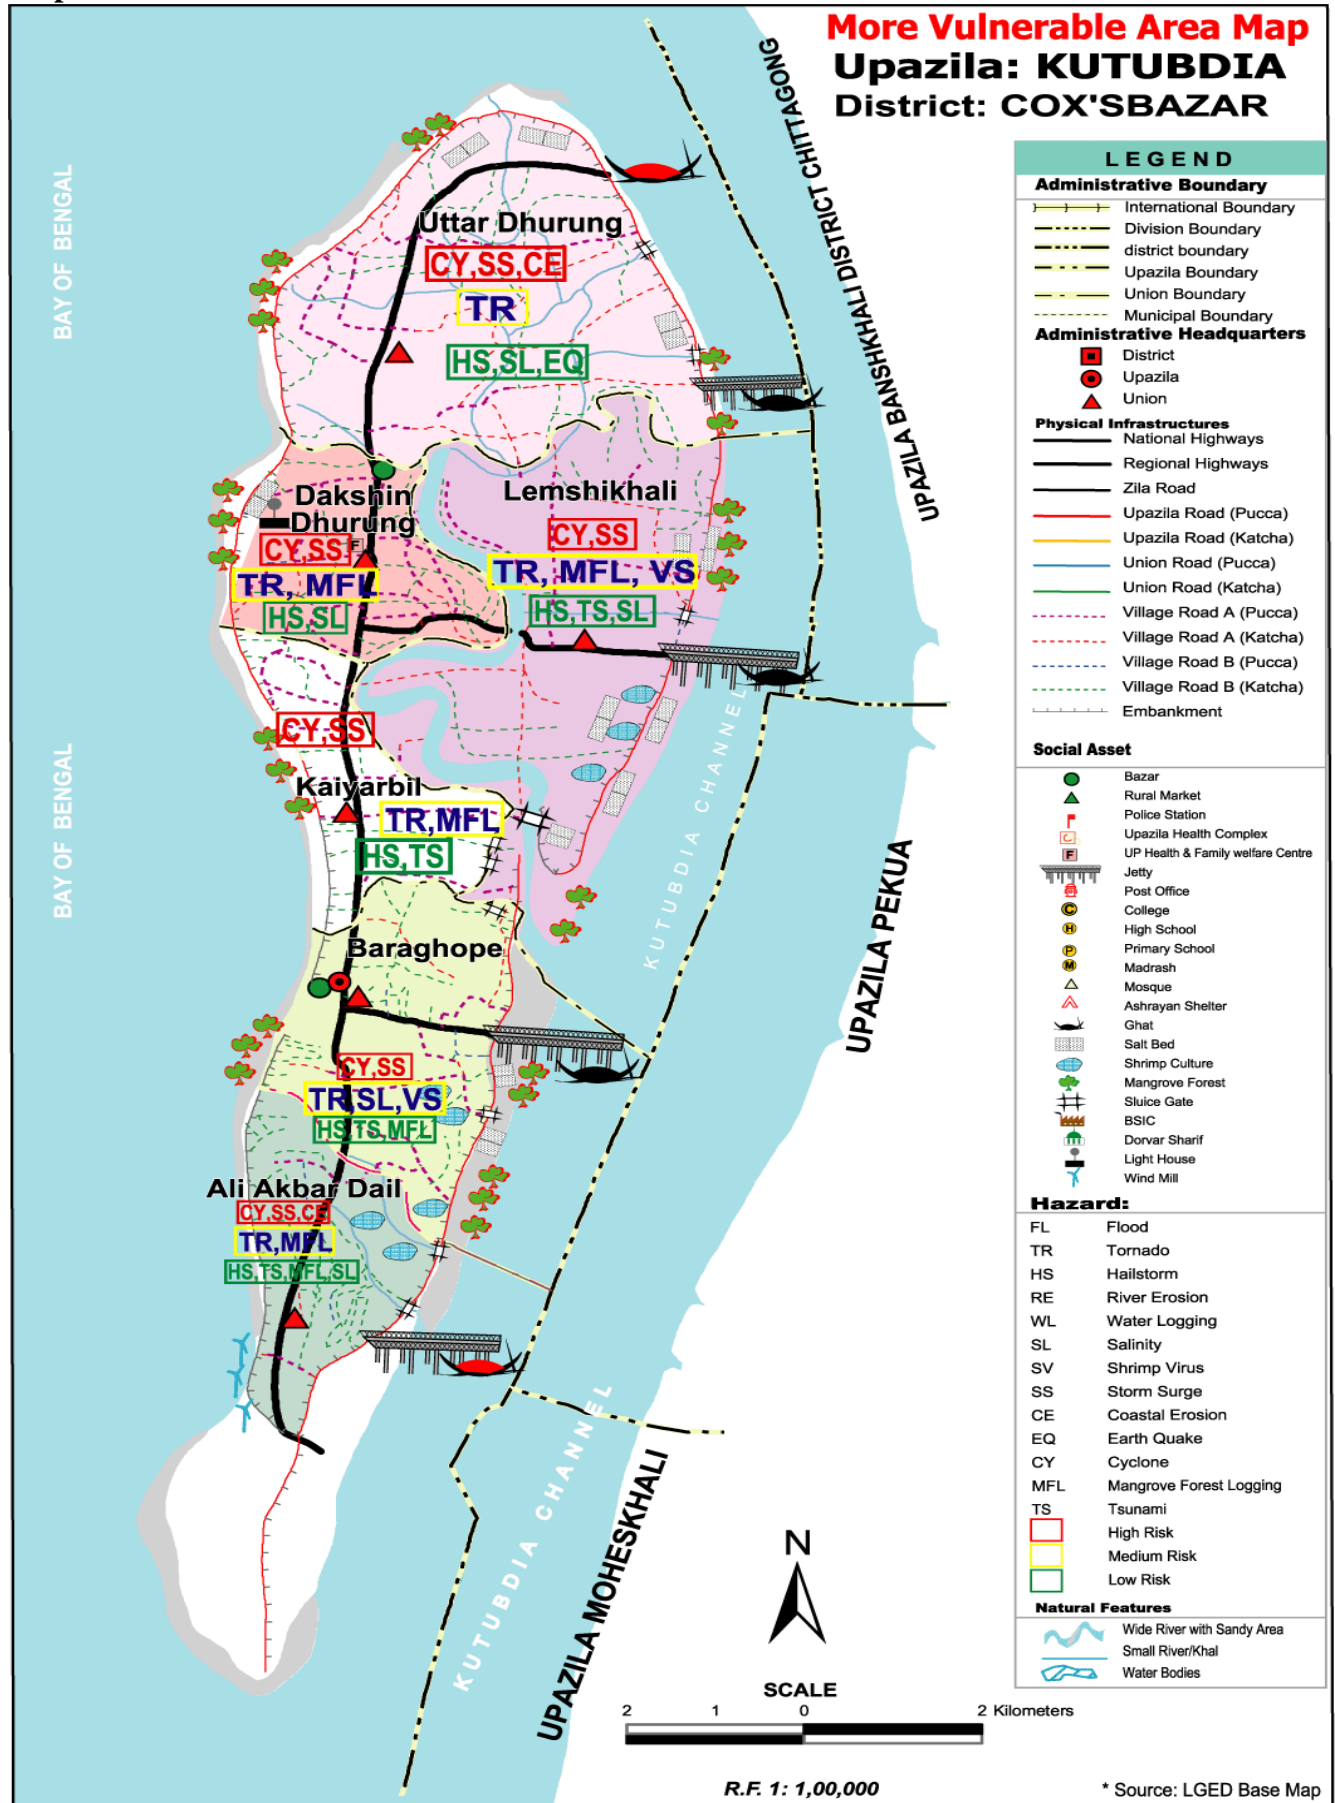 More Vulnerable Area Map
Upazila: KUTUBDIA
District: COX'SBAZAR
BAY OF BENGAL
BAY OF BENGAL
UPAZILA BANSHKHALI DISTRICT CHITTAGONG
UPAZILA PEKUA
UPAZILA MOHESKHALI
KUTUBDIA CHANNEL
KUTUBDIA CHANNEL
Uttar Dhurung
CY,SS,CE
TR
HS,SL,EQ
Dakshin
Dhurung
CY,SS
F
TR, MFL
HS,SL
Lemshikhali
CY,SS
TR, MFL, VS
HS,TS,SL
CY,SS
Kaiyarbil
TR,MFL
HS,TS
Baraghope
CY,SS
TR,SL,VS
HS,TS,MFL
Ali Akbar Dail
CY,SS,CE
TR,MFL
HS,TS,MFL,SL
LEGEND
Administrative Boundary
International Boundary
Division Boundary
district boundary
Upazila Boundary
Union Boundary
Municipal Boundary
Administrative Headquarters
District
Upazila
Union
Physical Infrastructures
National Highways
Regional Highways
Zila Road
Upazila Road (Pucca)
Upazila Road (Katcha)
Union Road (Pucca)
Union Road (Katcha)
Village Road A (Pucca)
Village Road A (Katcha)
Village Road B (Pucca)
Village Road B (Katcha)
Embankment
Social Asset
Bazar
Rural Market
Police Station
Upazila Health Complex
F UP Health & Family welfare Centre
Jetty
Post Office
C College
H High School
P Primary School
M Madrash
Mosque
Ashrayan Shelter
Ghat
Salt Bed
Shrimp Culture
Mangrove Forest
Sluice Gate
BSIC
Dorvar Sharif
Light House
Wind Mill
Hazard:
FL Flood
TR Tornado
HS Hailstorm
RE River Erosion
WL Water Logging
SL Salinity
SV Shrimp Virus
SS Storm Surge
CE Coastal Erosion
EQ Earth Quake
CY Cyclone
MFL Mangrove Forest Logging
TS Tsunami
High Risk
Medium Risk
Low Risk
Natural Features
Wide River with Sandy Area
Small River/Khal
Water Bodies
N
SCALE
2 1 0 2 Kilometers
R.F. 1: 1,00,000
* Source: LGED Base Map